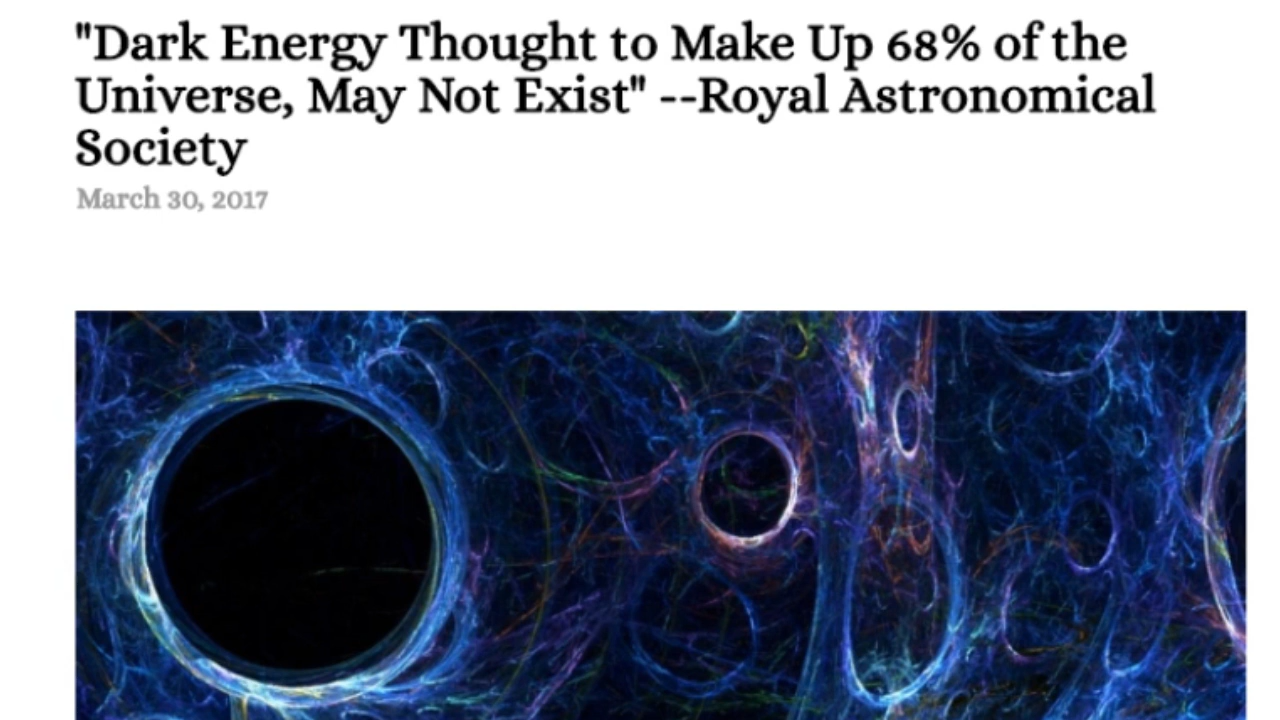 "Dark Energy Thought to Make Up 68% of the
Universe, May Not Exist" --Royal Astronomical
Society
March 30, 2017